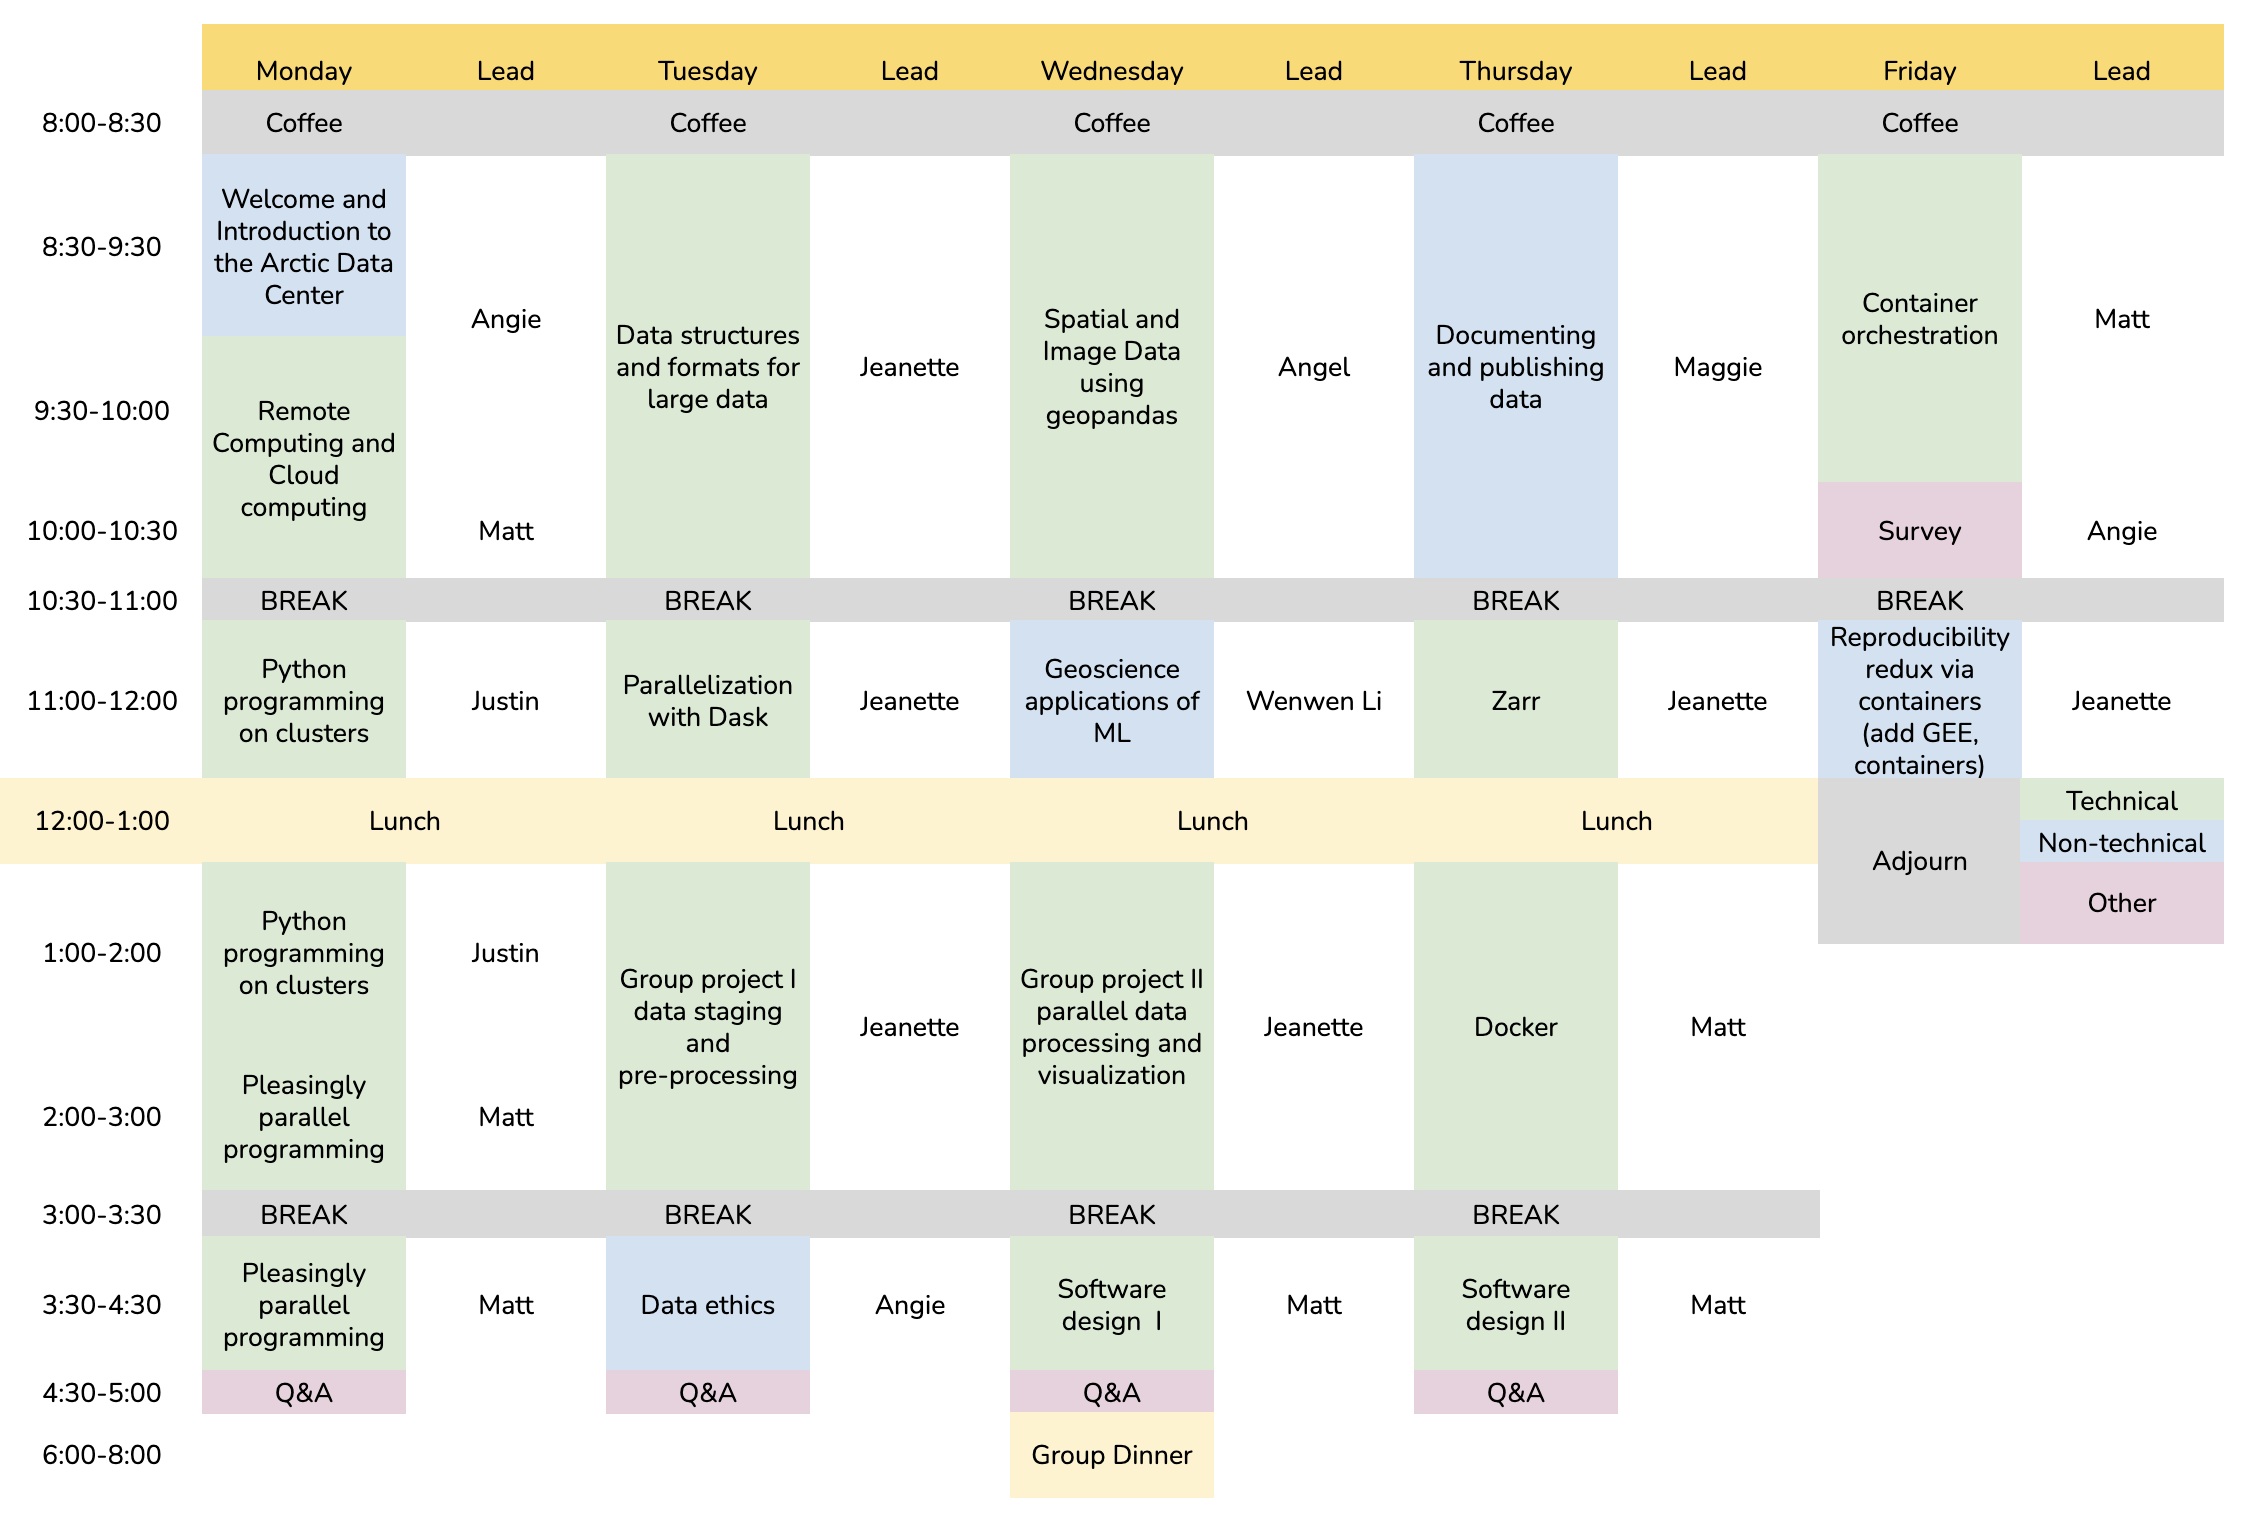 Monday Lead Tuesday Lead Wednesday Lead Thursday Lead Friday Lead
8:00-8:30 Coffee Coffee Coffee Coffee Coffee
8:30-9:30
Welcome and
Introduction to
the Arctic Data
Center
Angie
9:30-10:00
Remote
Computing and
Cloud
computing
10:00-10:30
Matt
Data structures
and formats for
large data
Jeanette
Spatial and
Image Data
using
geopandas
Angel
Documenting
and publishing
data
Maggie
Container
orchestration
Matt
Survey
Angie
10:30-11:00 BREAK BREAK BREAK BREAK BREAK
11:00-12:00
Python
programming
on clusters
Justin
Parallelization
with Dask
Jeanette
Geoscience
applications of
ML
Wenwen Li
Zarr
Jeanette
Reproducibility
redux via
containers
(add GEE,
containers)
Jeanette
12:00-1:00 Lunch Lunch Lunch Lunch
Adjourn
Technical
Non-technical
Other
1:00-2:00
Python
programming
on clusters
Justin
2:00-3:00
Pleasingly
parallel
programming
Matt
Group project I
data staging
and
pre-processing
Jeanette
Group project II
parallel data
processing and
visualization
Jeanette
Docker
Matt
3:00-3:30 BREAK BREAK BREAK BREAK
3:30-4:30
Pleasingly
parallel
programming
Matt
Data ethics
Angie
Software
design I
Matt
Software
design II
Matt
4:30-5:00 Q&A Q&A Q&A Q&A
6:00-8:00 Group Dinner